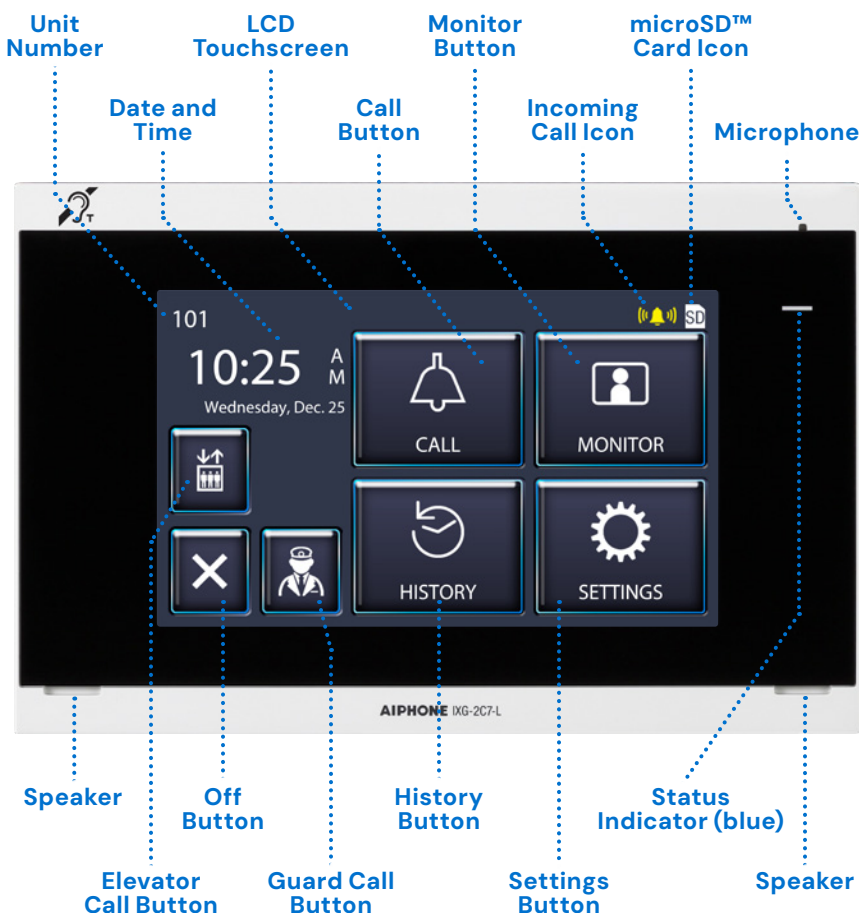 Unit
Number
LCD
Touchscreen
Monitor
Button
microSD™
Card Icon
Date and
Time
Call
Button
Incoming
Call Icon
Microphone
T
101
SD
10:25 A
M
Wednesday, Dec. 25
CALL
MONITOR
HISTORY
SETTINGS
AIPHONE IXG-2C7-L
Speaker
Off
Button
History
Button
Status
Indicator (blue)
Elevator
Call Button
Guard Call
Button
Settings
Button
Speaker